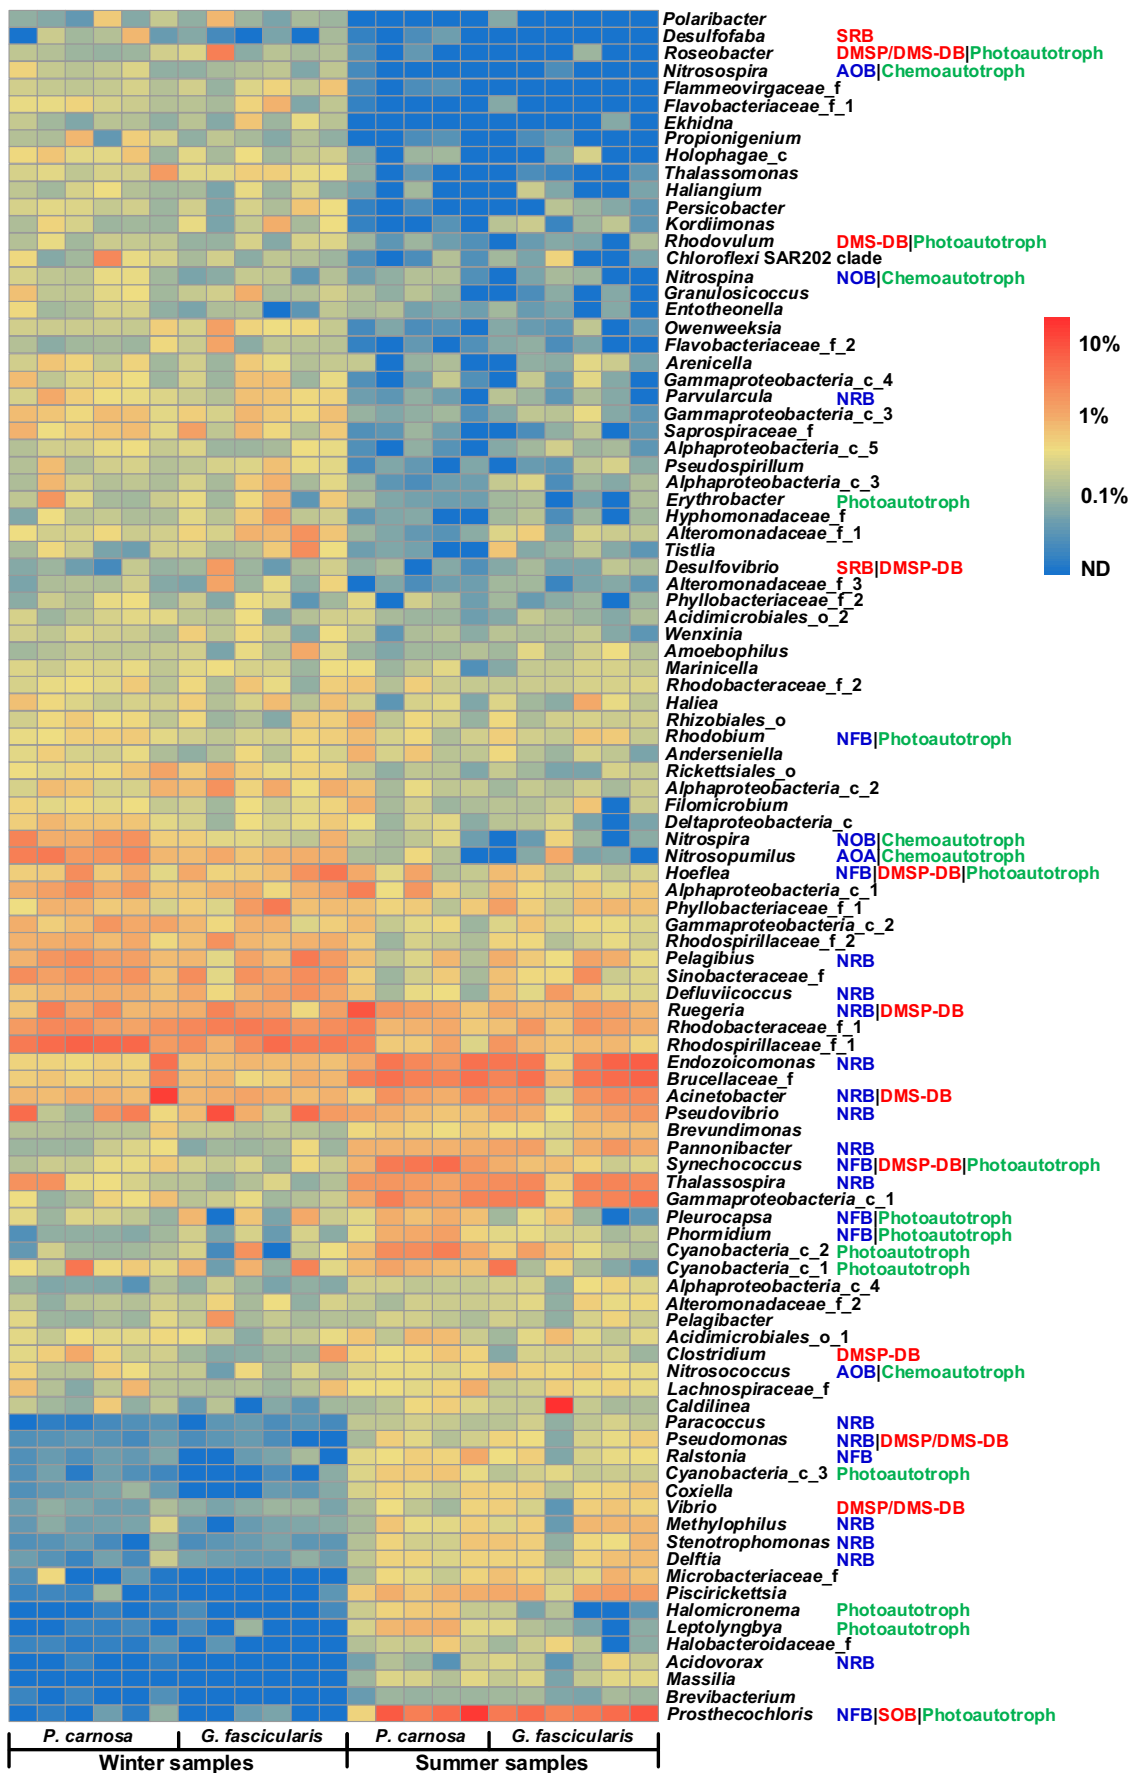 Polaribacter
Desulfofaba SRB
Roseobacter DMSP/DMS-DB|Photoautotroph
Nitrosospira AOB|Chemoautotroph
Flammeovirgaceae_f
Flavobacteriaceae_f_1
Ekhidna
Propionigenium
Holophagae_c
Thalassomonas
Haliangium
Persicobacter
Kordiimonas
Rhodovulum DMS-DB|Photoautotroph
Chloroflexi SAR202 clade
Nitrospina NOB|Chemoautotroph
Granulosicoccus
Entotheonella
Owenweeksia
Flavobacteriaceae_f_2
10%
Arenicella
Gammaproteobacteria_c_4
Parvularcula NRB
Gammaproteobacteria_c_3
1%
Saprospiraceae_f
Alphaproteobacteria_c_5
Pseudospirillum
Alphaproteobacteria_c_3
Erythrobacter Photoautotroph
0.1%
Hyphomonadaceae_f
Alteromonadaceae_f_1
Tistlia
Desulfovibrio SRB|DMSP-DB
ND
Alteromonadaceae_f_3
Phyllobacteriaceae_f_2
Acidimicrobiales_o_2
Wenxinia
Amoebophilus
Marinicella
Rhodobacteraceae_f_2
Haliea
Rhizobiales_o
Rhodobium NFB|Photoautotroph
Anderseniella
Rickettsiales_o
Alphaproteobacteria_c_2
Filomicrobium
Deltaproteobacteria_c
Nitrospira NOB|Chemoautotroph
Nitrosopumilus AOA|Chemoautotroph
Hoeflea NFB|DMSP-DB|Photoautotroph
Alphaproteobacteria_c_1
Phyllobacteriaceae_f_1
Gammaproteobacteria_c_2
Rhodospirillaceae_f_2
Pelagibius NRB
Sinobacteraceae_f
Defluviicoccus NRB
Ruegeria NRB|DMSP-DB
Rhodobacteraceae_f_1
Rhodospirillaceae_f_1
Endozoicomonas NRB
Brucellaceae_f
Acinetobacter NRB|DMS-DB
Pseudovibrio NRB
Brevundimonas
Pannonibacter NRB
Synechococcus NFB|DMSP-DB|Photoautotroph
Thalassospira NRB
Gammaproteobacteria_c_1
Pleurocapsa NFB|Photoautotroph
Phormidium NFB|Photoautotroph
Cyanobacteria_c_2 Photoautotroph
Cyanobacteria_c_1 Photoautotroph
Alphaproteobacteria_c_4
Alteromonadaceae_f_2
Pelagibacter
Acidimicrobiales_o_1
Clostridium DMSP-DB
Nitrosococcus AOB|Chemoautotroph
Lachnospiraceae_f
Caldilinea
Paracoccus NRB
Pseudomonas NRB|DMSP/DMS-DB
Ralstonia NFB
Cyanobacteria_c_3 Photoautotroph
Coxiella
Vibrio DMSP/DMS-DB
Methylophilus NRB
Stenotrophomonas NRB
Delftia NRB
Microbacteriaceae_f
Piscirickettsia
Halomicronema Photoautotroph
Leptolyngbya Photoautotroph
Halobacteroidaceae_f
Acidovorax NRB
Massilia
Brevibacterium
Prosthecochloris NFB|SOB|Photoautotroph
P. carnosa G. fascicularis P. carnosa G. fascicularis
Winter samples Summer samples